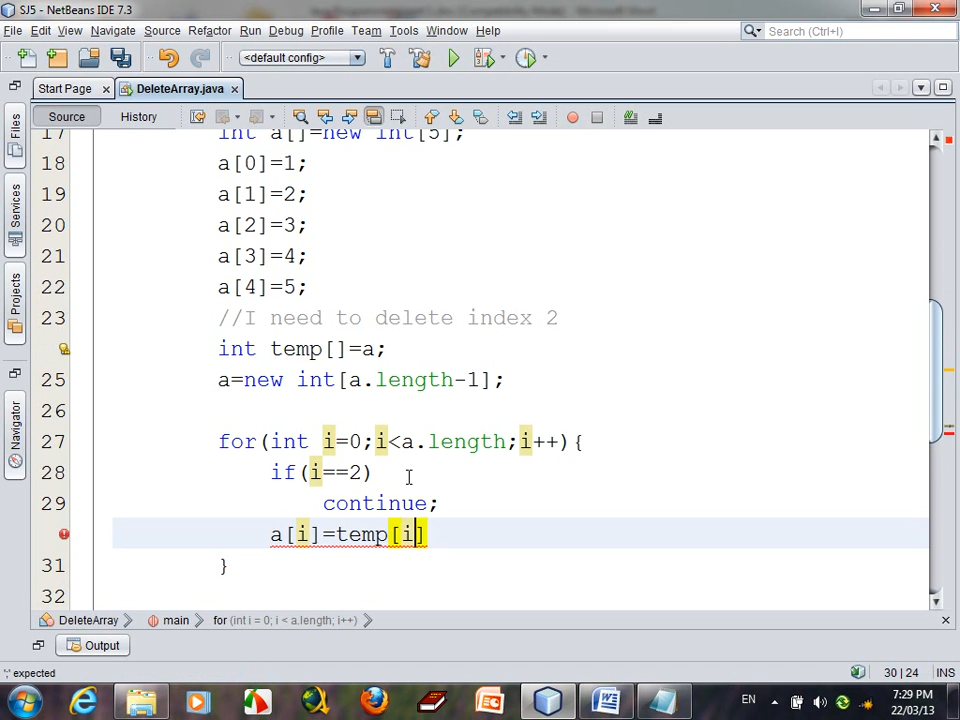 SJ5 - NetBeans IDE 7.3
File Edit View Navigate Source Refactor Run Debug Profile Team Tools Window Help
Search (Ctrl+I)
<default config>
Start Page DeleteArray.java
Source History
Files
Services
Projects
Navigator
17 int a[]=new int[5];
18 a[0]=1;
19 a[1]=2;
20 a[2]=3;
21 a[3]=4;
22 a[4]=5;
23 //I need to delete index 2
int temp[]=a;
25 a=new int[a.length-1];
26
27 for(int i=0;i<a.length;i++){
28 if(i==2)
29 continue;
a[i]=temp[i]
31 }
32
DeleteArray main for (int i = 0; i < a.length; i++)
Output
';' expected
30 | 24 INS
EN
7:29 PM
22/03/13